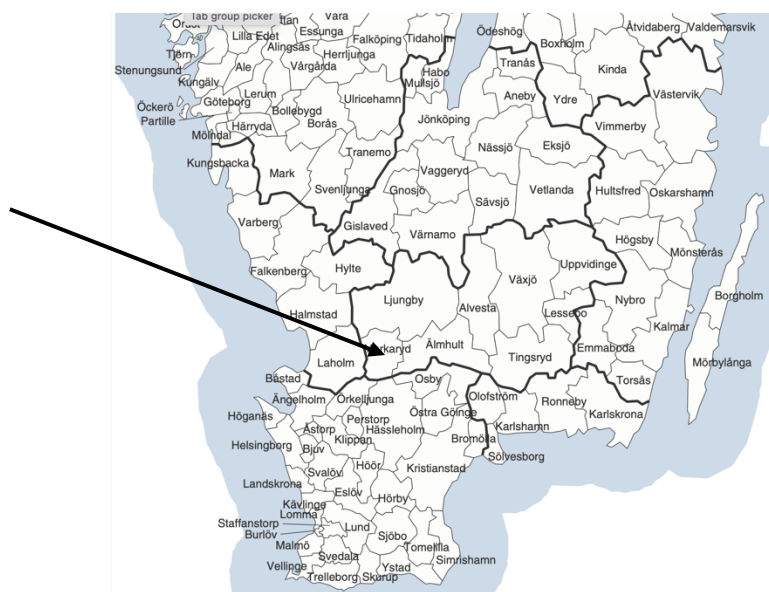 Tab group picker
Orust
ttan
Vara
Ödeshög
Åtvidaberg
Valdemarsvik
Lilla Edet
Essunga
Falköping
Tidaholm
Boxholm
Tjörn
Alingsås
Herrljunga
Tranås
Kinda
Stenungsund
Ale
Vårgårda
Habo
Mullsjö
Kungälv
Lerum
Ulricehamn
Aneby
Ydre
Västervik
Öckerö
Göteborg
Bollebygd
Partille
Härryda
Borås
Jönköping
Vimmerby
Mölndal
Kungsbacka
Tranemo
Nässjö
Eksjö
Mark
Vaggeryd
Svenljunga
Gnosjö
Vetlanda
Hultsfred
Oskarshamn
Sävsjö
Varberg
Gislaved
Värnamo
Högsby
Mönsterås
Falkenberg
Hylte
Växjö
Uppvidinge
Borgholm
Ljungby
Nybro
Halmstad
Alvesta
Lessebo
Kalmar
Laholm
rkaryd
Älmhult
Tingsryd
Emmaboda
Mörbylånga
Båstad
Osby
Torsås
Ängelholm
Örkelljunga
Olofström
Ronneby
Höganäs
Perstorp
Östra Göinge
Karlskrona
Åstorp
Hässleholm
Karlshamn
Helsingborg
Bjuv
Klippan
Bromölla
Sölvesborg
Svalöv
Höör
Kristianstad
Landskrona
Eslöv
Hörby
Kävlinge
Lomma
Staffanstorp
Lund
Burlöv
Sjöbo
Malmö
Tomelilla
Svedala
Simrishamn
Vellinge
Ystad
Trelleborg
Skurup